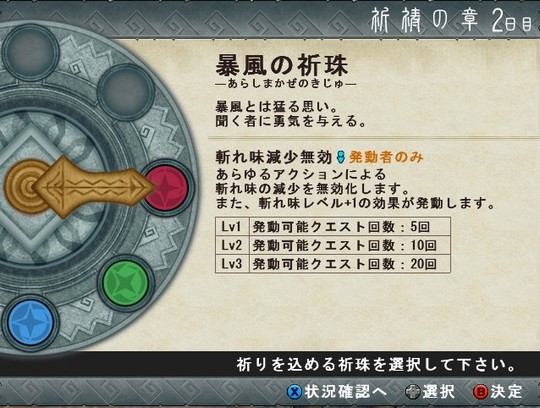 祈祷の章 2日目
暴風の祈珠
―あらしまかぜのきじゅ―
暴風とは猛る思い。
聞く者に勇気を与える。
斬れ味減少無効 発動者のみ
あらゆるアクションによる
斬れ味の減少を無効化します。
また、斬れ味レベル+1の効果が発動します。
Lv1 発動可能クエスト回数：5回
Lv2 発動可能クエスト回数：10回
Lv3 発動可能クエスト回数：20回
祈りを込める祈珠を選択して下さい。
X 状況確認へ 選択 B 決定